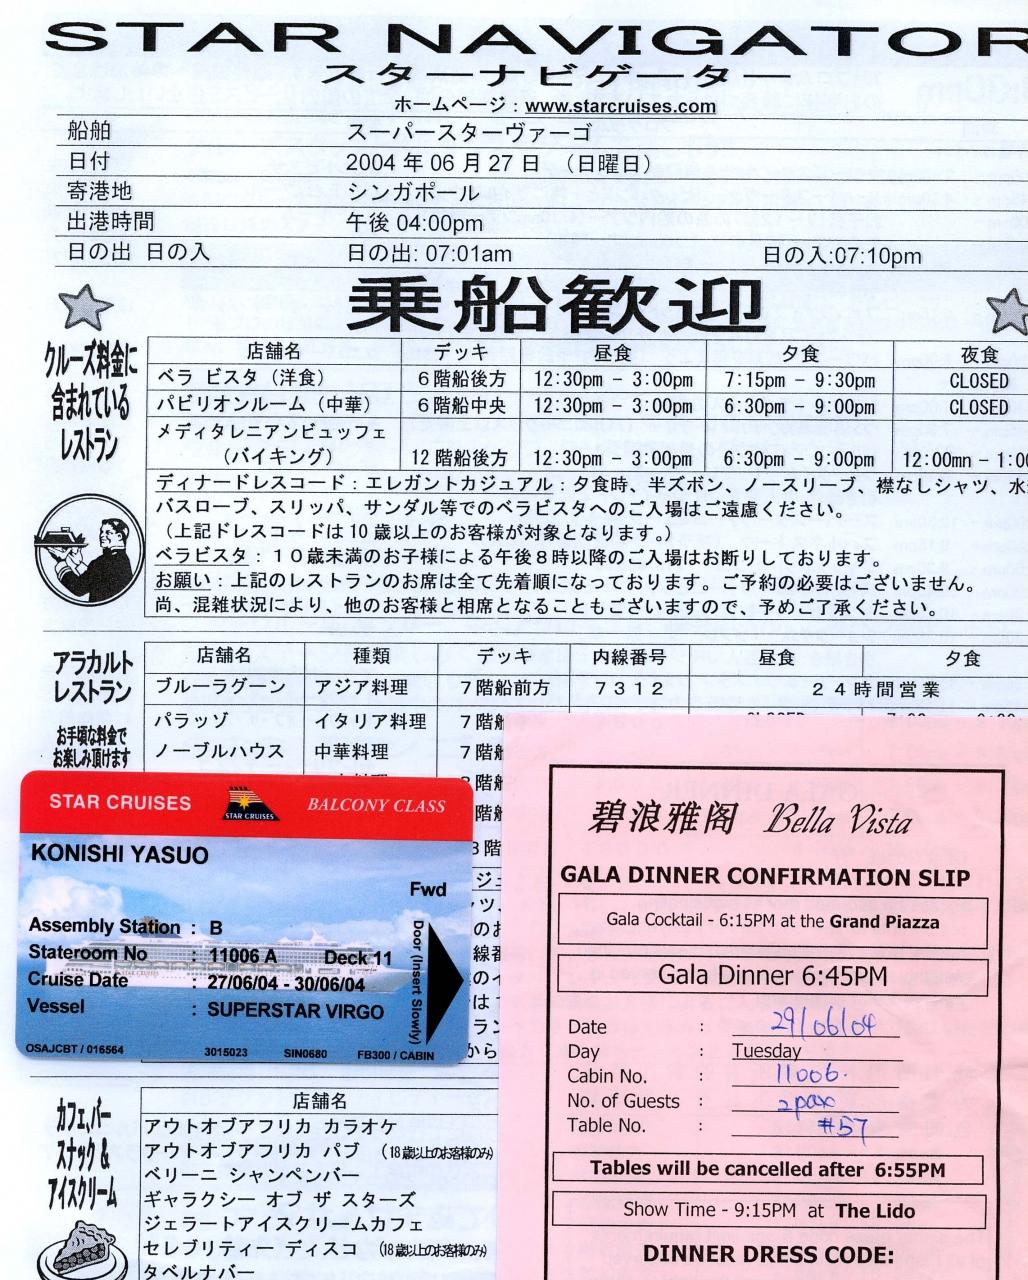 STAR NAVIGATOR
スターナビゲーター
ホームページ：www.starcruises.com
船舶 スーパースターヴァーゴ
日付 2004 年 06 月 27 日 （日曜日）
寄港地 シンガポール
出港時間 午後 04:00pm
日の出 日の入 日の出: 07:01am 日の入:07:10pm
乗船歓迎
クルーズ料金に
含まれている
レストラン
店舗名 デッキ 昼食 夕食 夜食
ベラ ビスタ（洋食） 6 階船後方 12:30pm - 3:00pm 7:15pm - 9:30pm CLOSED
パビリオンルーム（中華） 6 階船中央 12:30pm - 3:00pm 6:30pm - 9:00pm CLOSED
メディタレニアンビュッフェ
（バイキング） 12 階船後方 12:30pm - 3:00pm 6:30pm - 9:00pm 12:00mn - 1:00
ディナードレスコード：エレガントカジュアル：夕食時、半ズボン、ノースリーブ、襟なしシャツ、水
バスローブ、スリッパ、サンダル等でのベラビスタへのご入場はご遠慮ください。
（上記ドレスコードは 10 歳以上のお客様が対象となります。）
ベラビスタ：１０歳未満のお子様による午後８時以降のご入場はお断りしております。
お願い：上記のレストランのお席は全て先着順になっております。ご予約の必要はございません。
尚、混雑状況により、他のお客様と相席となることもございますので、予めご了承ください。
アラカルト
レストラン
お手頃な料金で
お楽しみ頂けます
店舗名 種類 デッキ 内線番号 昼食 夕食
ブルーラグーン アジア料理 ７階船前方 ７３１２ ２４時間営業
パラッゾ イタリア料理 ７階船
ノーブルハウス 中華料理 ７階船
STAR CRUISES
STAR CRUISES
BALCONY CLASS
KONISHI YASUO
Fwd
Assembly Station : B
Stateroom No : 11006 A Deck 11
Cruise Date : 27/06/04 - 30/06/04
Vessel : SUPERSTAR VIRGO
Door (Insert Slowly)
OSAJCBT / 016564 3015023 SIN0680 FB300 / CABIN
碧浪雅阁 Bella Vista
GALA DINNER CONFIRMATION SLIP
Gala Cocktail - 6:15PM at the Grand Piazza
Gala Dinner 6:45PM
Date : 29/06/04
Day : Tuesday
Cabin No. : 11006.
No. of Guests : 2pax
Table No. : #57
Tables will be cancelled after 6:55PM
Show Time - 9:15PM at The Lido
DINNER DRESS CODE:
カフェ、バー
スナック &
アイスクリーム
店舗名
アウトオブアフリカ カラオケ
アウトオブアフリカ パブ （18 歳以上のお客様のみ）
ベリーニ シャンペンバー
ギャラクシー オブ ザ スターズ
ジェラートアイスクリームカフェ
セレブリティー ディスコ （18 歳以上のお客様のみ）
タベルナバー